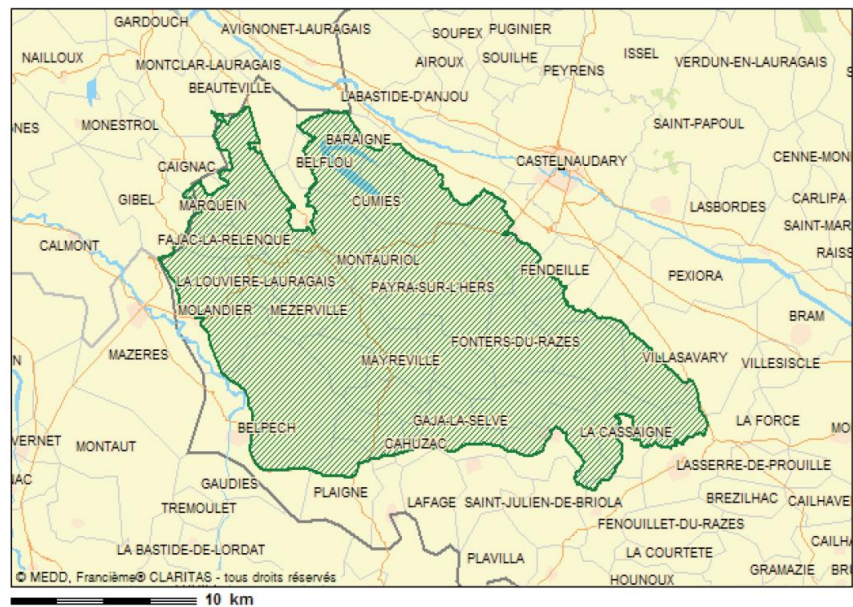 GARDOUCH
AVIGNONET-LAURAGAIS
SOUPEX
PUGINIER
NAILLOUX
AIROUX
SOUILHE
ISSEL
VERDUN-EN-LAURAGAIS
MONTCLAR-LAURAGAIS
PEYRENS
BEAUTEVILLE
LABASTIDE-D'ANJOU
MONESTROL
SAINT-PAPOUL
BARAIGNE
CAIGNAC
BELFLOU
CASTELNAUDARY
CENNE-MON
GIBEL
MARQUEIN
CUMIES
LASBORDES
CARLIPA
SAINT-MAR
CALMONT
FAJAC-LA-RELENQUE
RAISS
MONTAURIOL
FENDEILLE
LA LOUVIERE-LAURAGAIS
PAYRA-SUR-L'HERS
PEXIORA
MOLANDIER
MEZERVILLE
BRAM
FONTERS-DU-RAZES
MAZERES
MAYREVILLE
VILLASAVARY
VILLESISCLE
BELPECH
GAJA-LA-SELVE
LA CASSAIGNE
LA FORCE
VERNET
MONTAUT
CAHUZAC
LASSERRE-DE-PROUILLE
GAUDIES
PLAIGNE
LAFAGE
SAINT-JULIEN-DE-BRIOLA
BREZILHAC
CAILHAVE
TREMOULET
FENOUILLET-DU-RAZES
LA BASTIDE-DE-LORDAT
LA COURTETE
CAILHA
PLAVILLA
GRAMAZIE
BRU
HOUNOUX
© MEDD, Francième® CLARITAS - tous droits réservés
10 km